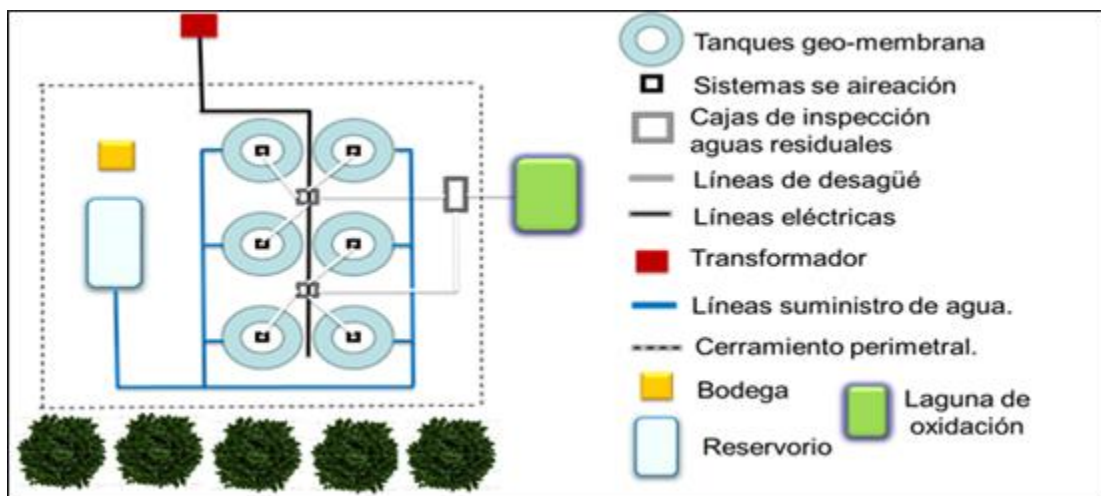 Tanques geo-membrana
Sistemas se aireación
Cajas de inspección
aguas residuales
Líneas de desagüé
Líneas eléctricas
Transformador
Líneas suministro de agua.
Cerramiento perimetral.
Bodega
Reservorio
Laguna de
oxidación